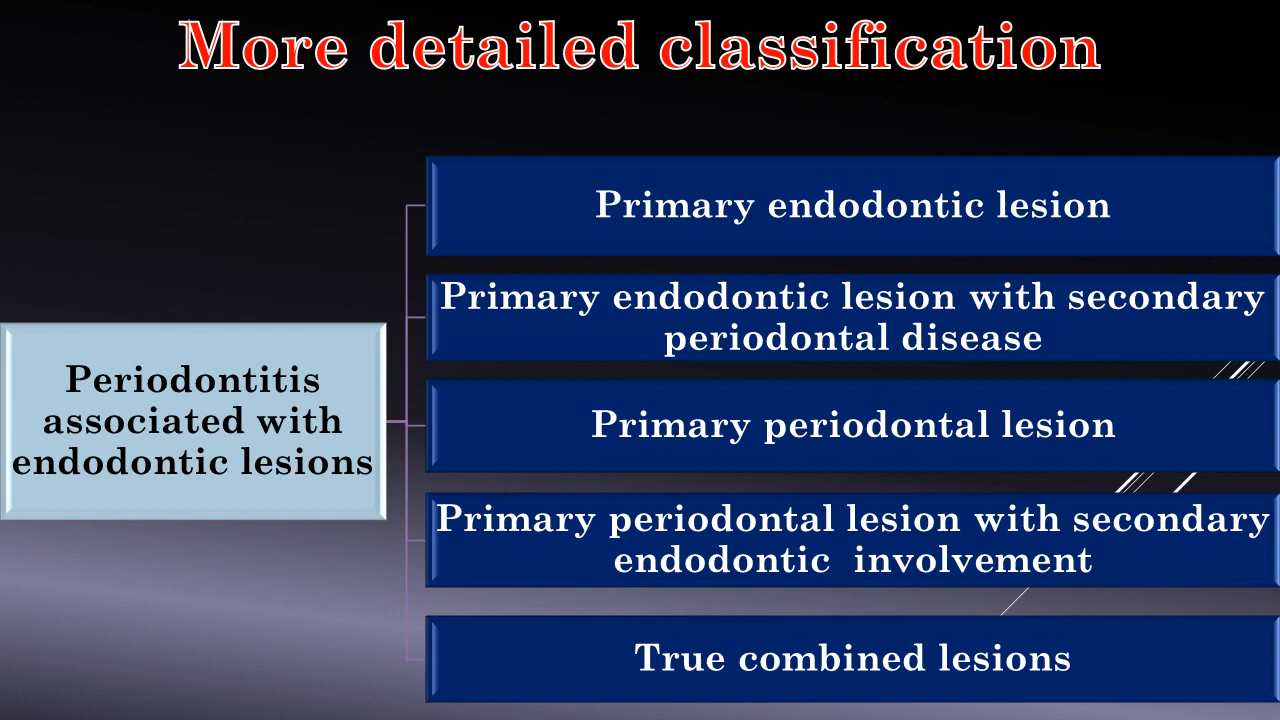 More detailed classification
Periodontitis
associated with
endodontic lesions
Primary endodontic lesion
Primary endodontic lesion with secondary
periodontal disease
Primary periodontal lesion
Primary periodontal lesion with secondary
endodontic  involvement
True combined lesions